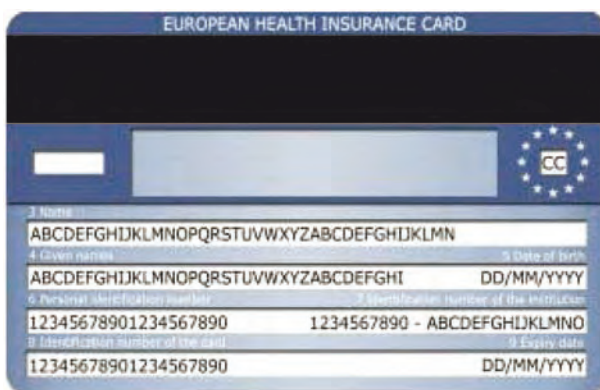 EUROPEAN HEALTH INSURANCE CARD
CC
3 Name
ABCDEFGHIJKLMNOPQRSTUVWXYZABCDEFGHIJKLMN
4 Given names 5 Date of birth
ABCDEFGHIJKLMNOPQRSTUVWXYZABCDEFGHI DD/MM/YYYY
6 Personal identification number 7 Identification number of the institution
12345678901234567890 1234567890 - ABCDEFGHIJKLMNO
8 Identification number of the card 9 Expiry date
12345678901234567890 DD/MM/YYYY